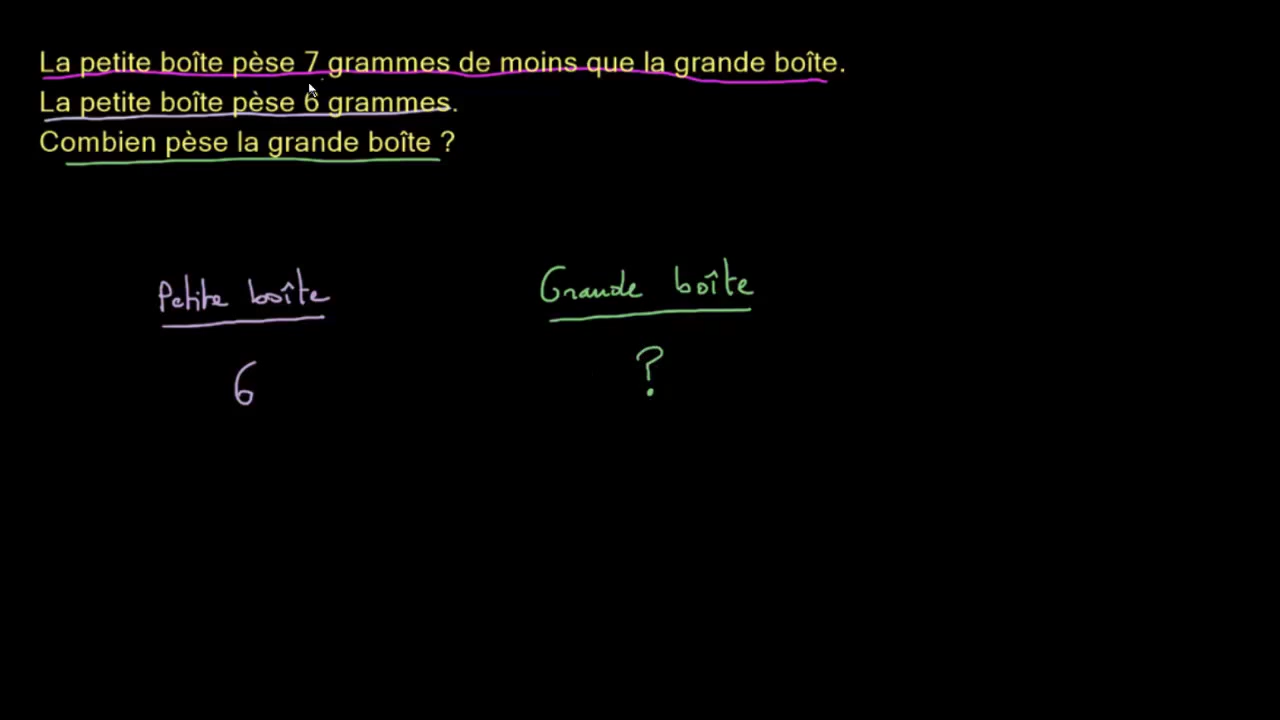 La petite boîte pèse 7 grammes de moins que la grande boîte.
La petite boîte pèse 6 grammes.
Combien pèse la grande boîte ?
Petite boîte
Grande boîte
6
?